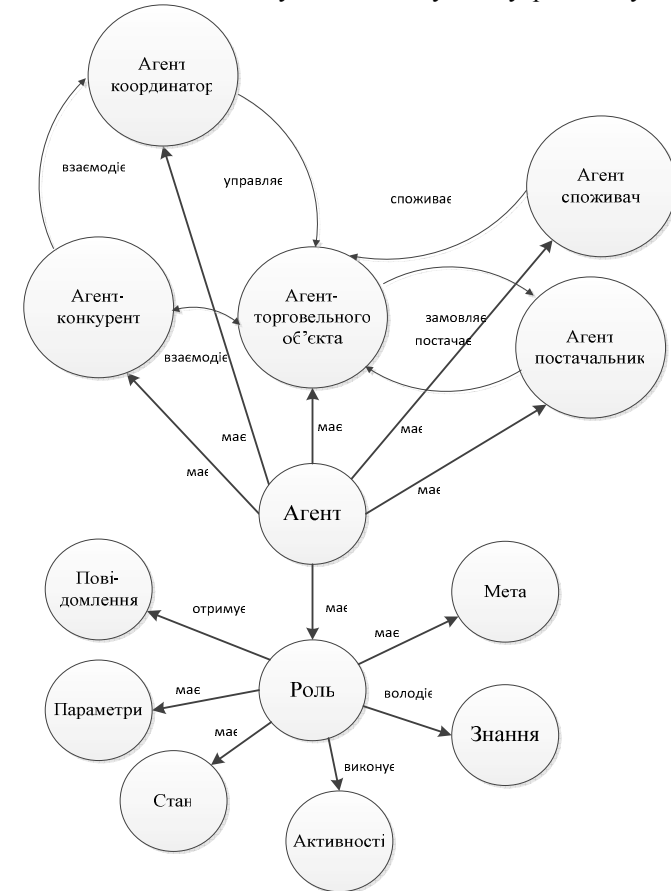 Агент
координатор
взаємодіє
управляє
споживає
Агент
споживач
Агент-
конкурент
Агент-
торговельного
об’єкта
замовляє
постачає
Агент
постачальник
взаємодіє
має
має
має
має
має
Агент
має
Пові-
домлення
отримує
Мета
має
Роль
володіє
Знання
Параметри
має
має
Стан
виконує
Активності